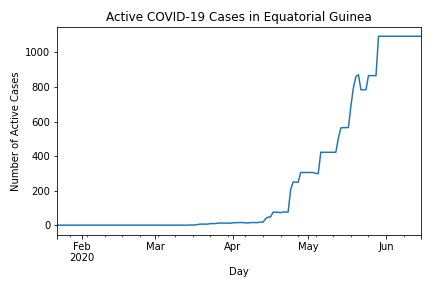 Active COVID-19 Cases in Equatorial Guinea
Number of Active Cases
1000
800
600
400
200
0
Feb Mar Apr May Jun
2020
Day